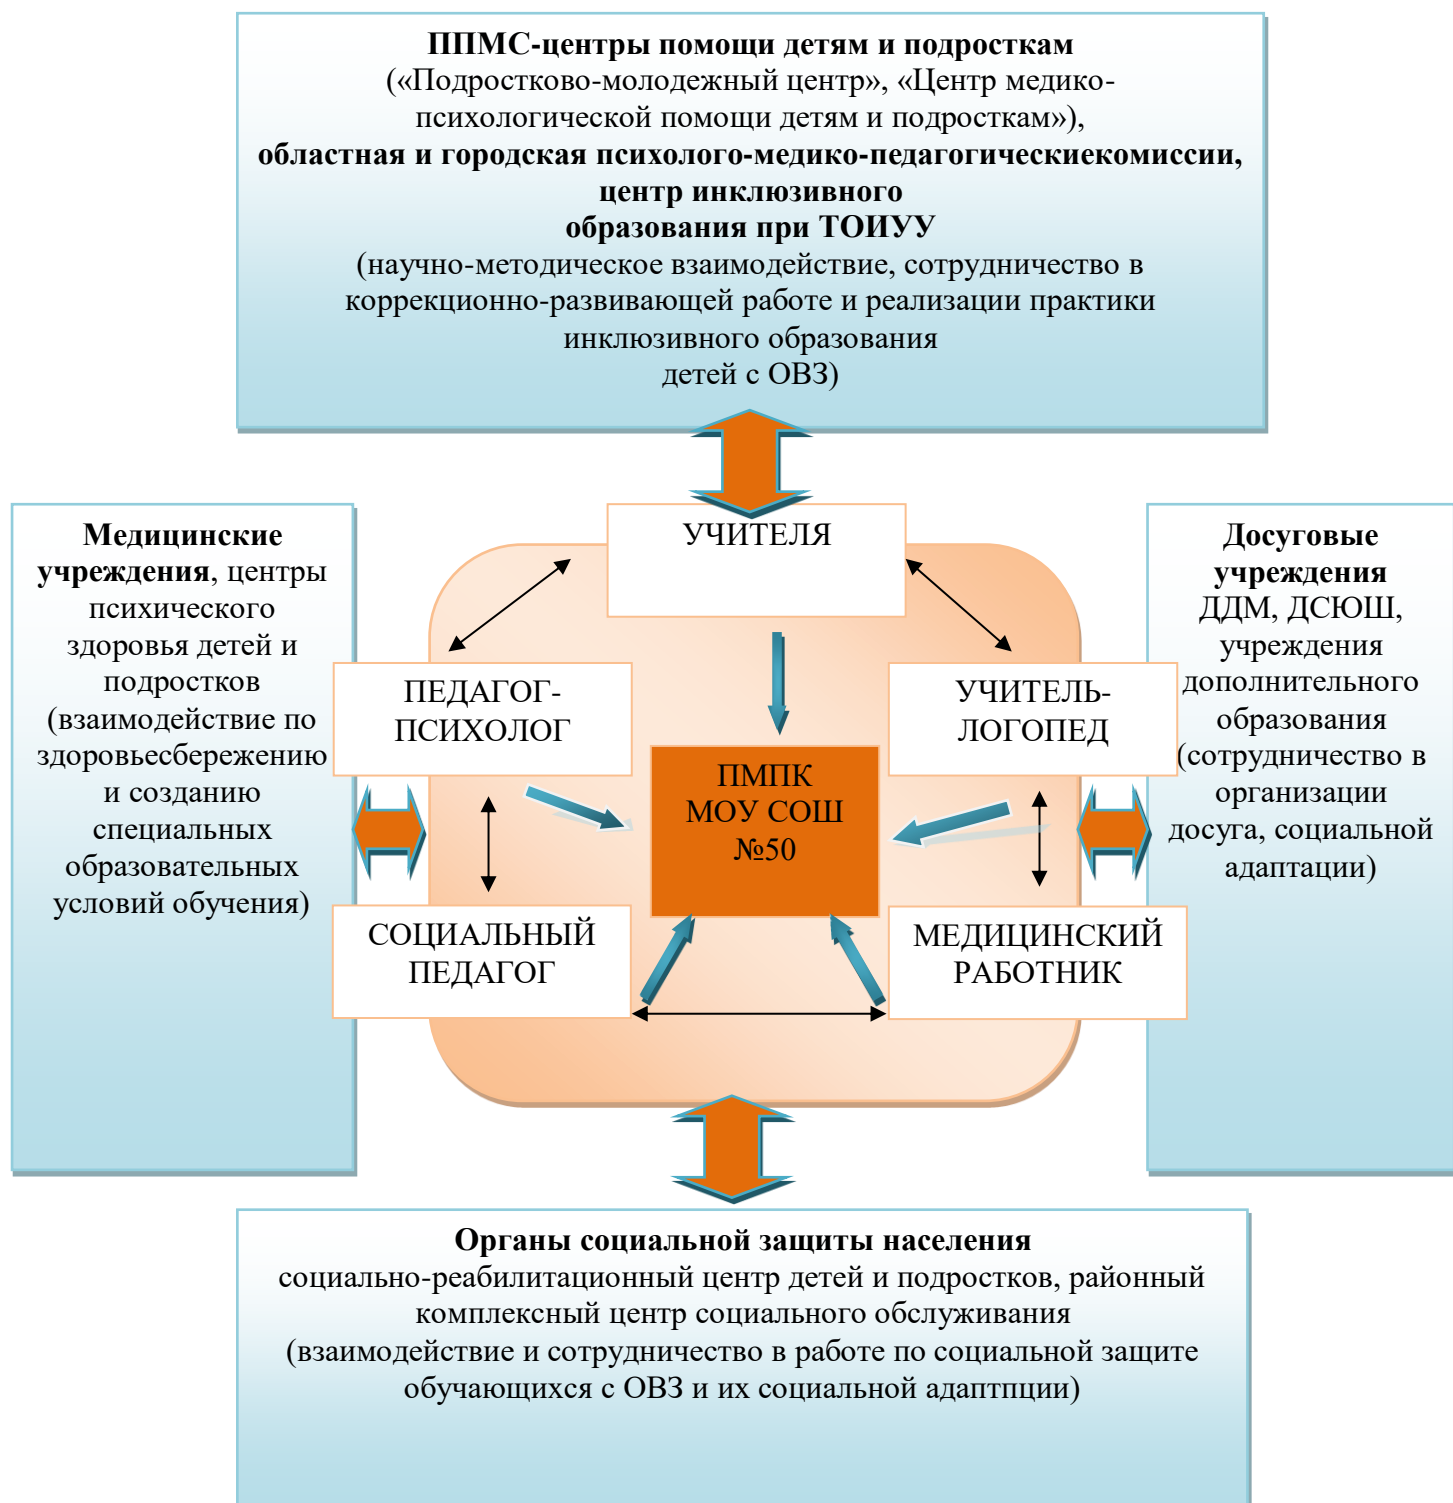 ППМС-центры помощи детям и подросткам
(«Подростково-молодежный центр», «Центр медико-
психологической помощи детям и подросткам»),
областная и городская психолого-медико-педагогическиекомиссии,
центр инклюзивного
образования при ТОИУУ
(научно-методическое взаимодействие, сотрудничество в
коррекционно-развивающей работе и реализации практики
инклюзивного образования
детей с ОВЗ)
Медицинские
учреждения, центры
психического
здоровья детей и
подростков
(взаимодействие по
здоровьесбережению
и созданию
специальных
образовательных
условий обучения)
УЧИТЕЛЯ
ПЕДАГОГ-
ПСИХОЛОГ
УЧИТЕЛЬ-
ЛОГОПЕД
ПМПК
МОУ СОШ
№50
СОЦИАЛЬНЫЙ
ПЕДАГОГ
МЕДИЦИНСКИЙ
РАБОТНИК
Досуговые
учреждения
ДДМ, ДСЮШ,
учреждения
дополнительного
образования
(сотрудничество в
организации
досуга, социальной
адаптации)
Органы социальной защиты населения
социально-реабилитационный центр детей и подростков, районный
комплексный центр социального обслуживания
(взаимодействие и сотрудничество в работе по социальной защите
обучающихся с ОВЗ и их социальной адаптпции)